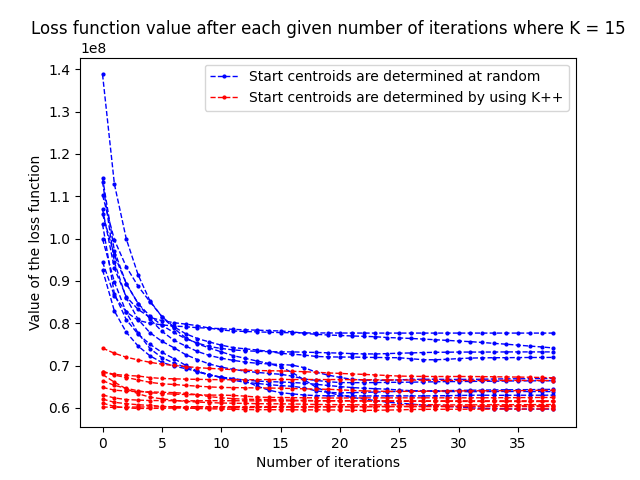 Loss function value after each given number of iterations where K = 15
1e8
1.4
1.3
1.2
1.1
1.0
0.9
0.8
0.7
0.6
Value of the loss function
Start centroids are determined at random
Start centroids are determined by using K++
0 5 10 15 20 25 30 35
Number of iterations